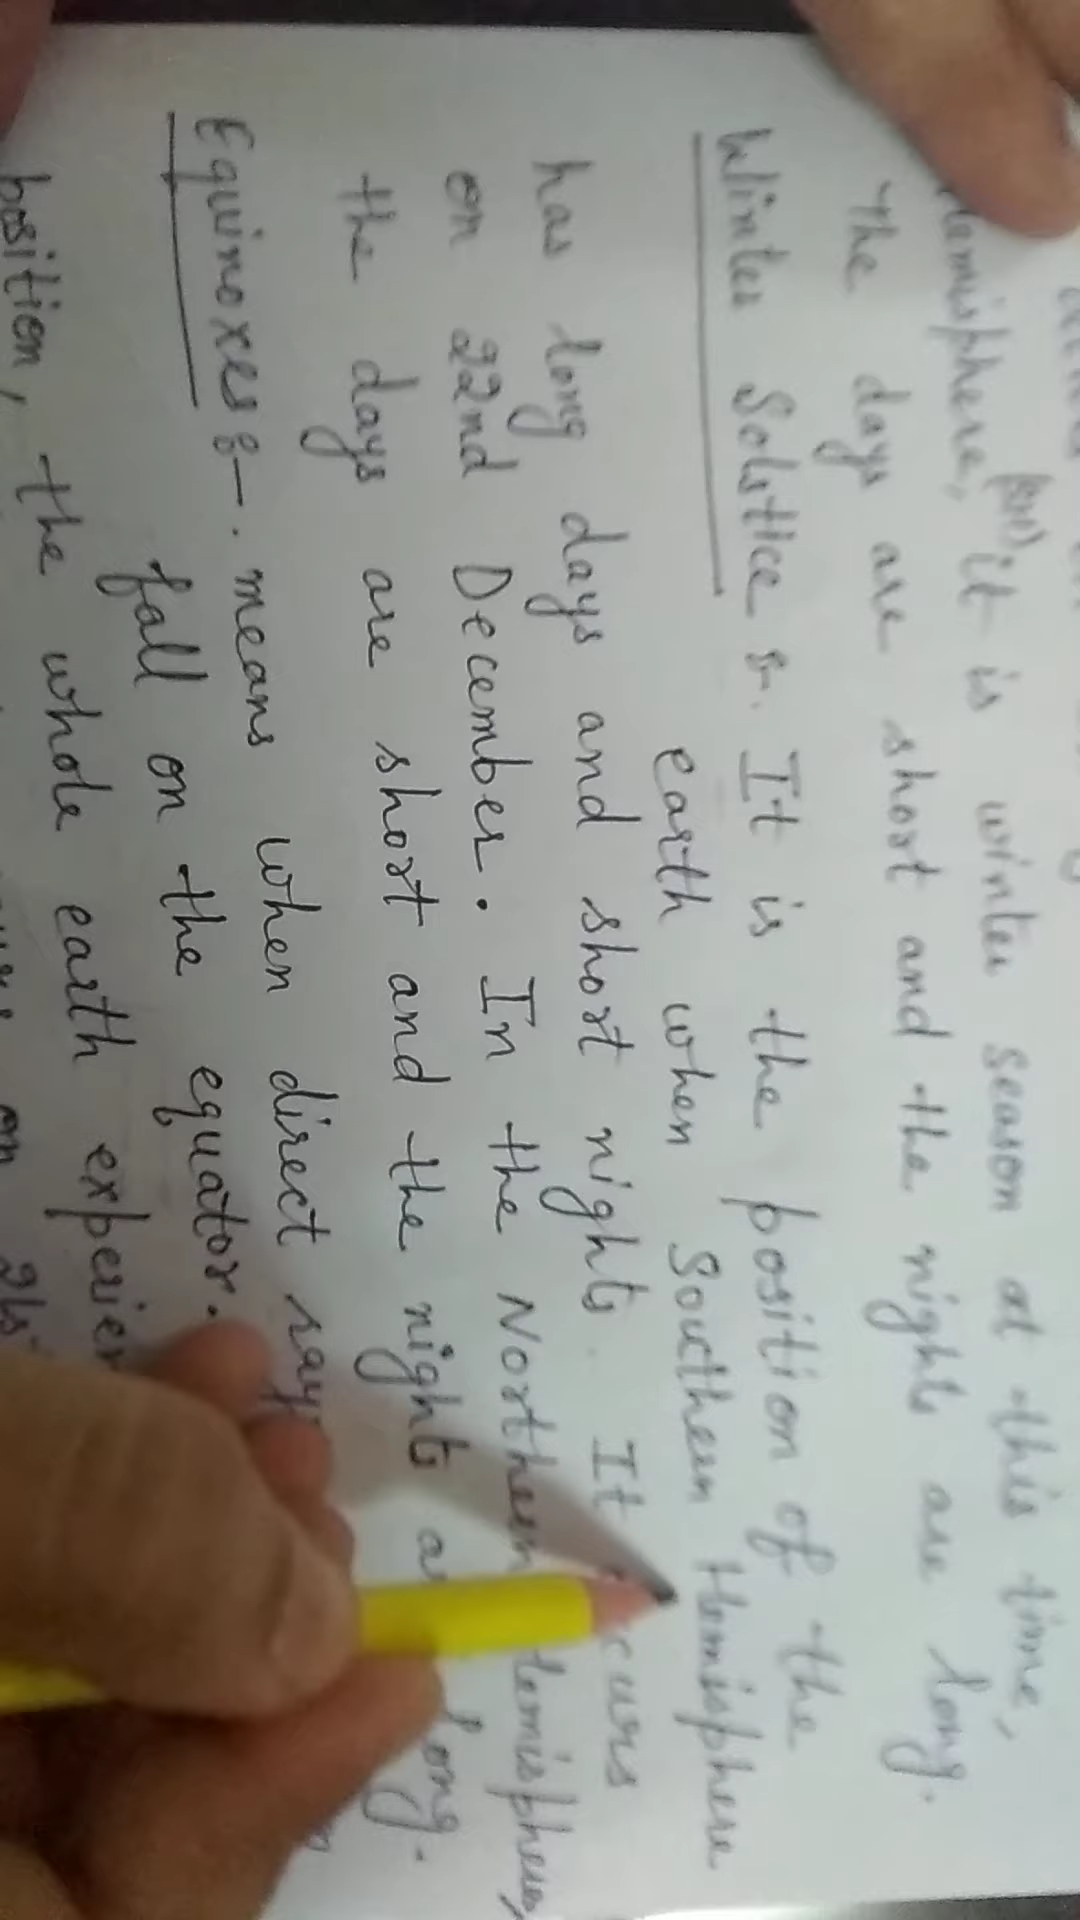 (SH)
Hemisphere, it is winter season at this time,
the days are short and the nights are long.
Winter Solstice :-. It is the position of the
earth when Southern Hemisphere
has long days and short nights. It occurs
on 22nd December. In the Northern Hemisphere,
the days are short and the nights long.
Equinoxes :-. means when direct rays
fall on the equator.
position, the whole earth
on